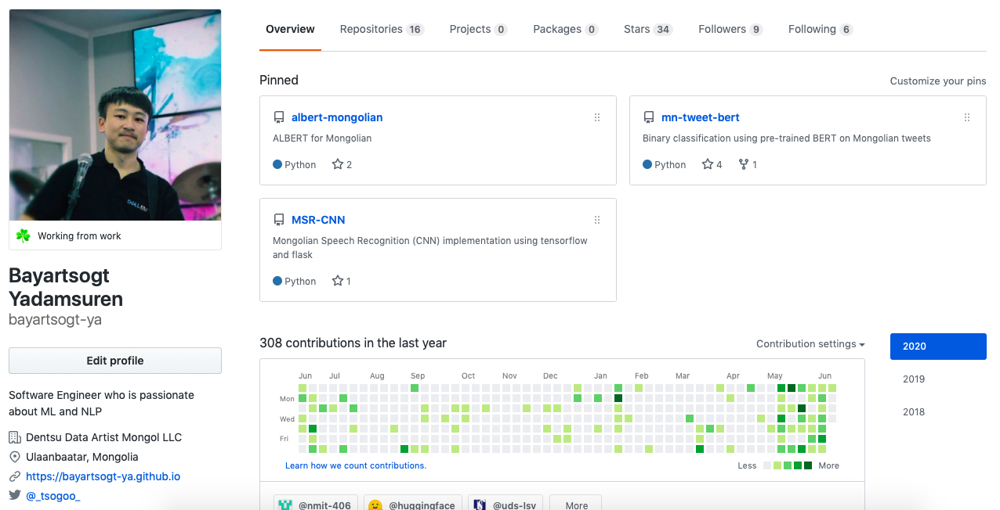 Overview
Repositories 16
Projects 0
Packages 0
Stars 34
Followers 9
Following 6
Pinned
Customize your pins
albert-mongolian
ALBERT for Mongolian
Python 2
mn-tweet-bert
Binary classification using pre-trained BERT on Mongolian tweets
Python 4 1
MSR-CNN
Mongolian Speech Recognition (CNN) implementation using tensorflow
and flask
Python 1
Working from work
Bayartsogt
Yadamsuren
bayartsogt-ya
Edit profile
Software Engineer who is passionate
about ML and NLP
Dentsu Data Artist Mongol LLC
Ulaanbaatar, Mongolia
https://bayartsogt-ya.github.io
@_tsogoo_
308 contributions in the last year
Contribution settings
2020
2019
2018
Jun Jul Aug Sep Oct Nov Dec Jan Feb Mar Apr May Jun
Mon
Wed
Fri
Learn how we count contributions.
Less More
@nmit-406
@huggingface
@uds-lsv
More